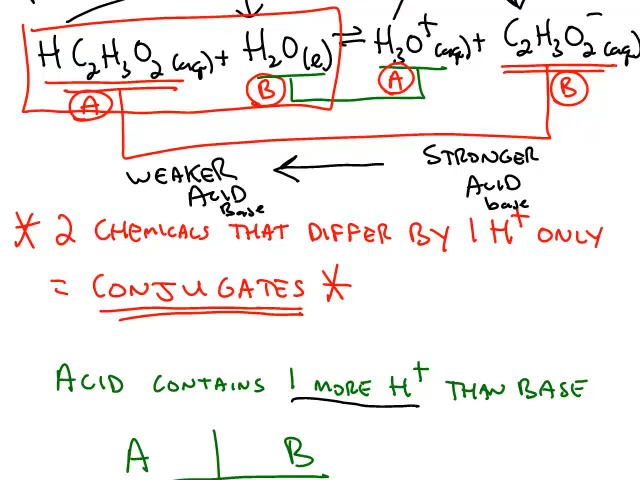 HC₂H₃O₂(aq) + H₂O(l) ⇌ H₃O⁺(aq) + C₂H₃O₂⁻(aq)
A B A B
WEAKER ACID Base ← STRONGER ACID base
* 2 CHEMICALS THAT DIFFER BY 1 H⁺ ONLY
= CONJUGATES *
ACID CONTAINS 1 MORE H⁺ THAN BASE
A | B